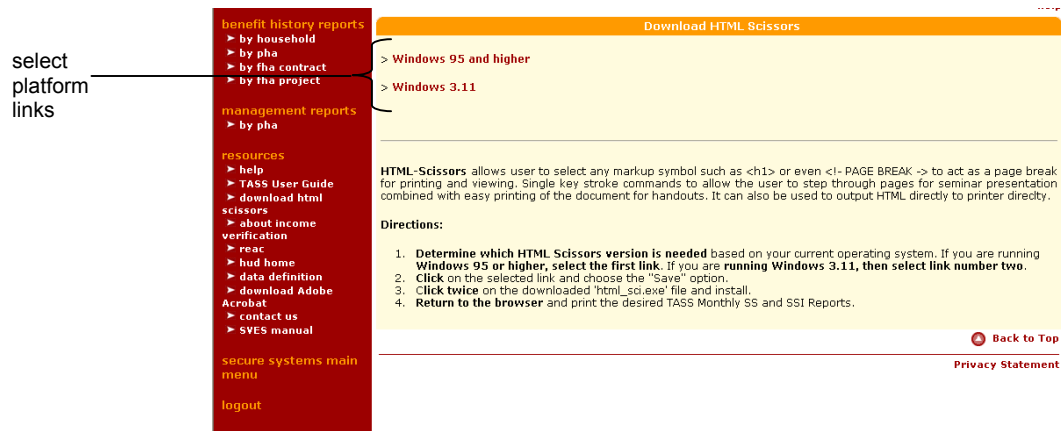 select
platform
links
benefit history reports
➤ by household
➤ by pha
➤ by fha contract
➤ by fha project
management reports
➤ by pha
resources
➤ help
➤ TASS User Guide
➤ download html
scissors
➤ about income
verification
➤ reac
➤ hud home
➤ data definition
➤ download Adobe
Acrobat
➤ contact us
➤ SVES manual
secure systems main
menu
logout
Download HTML Scissors
> Windows 95 and higher
> Windows 3.11
HTML-Scissors allows user to select any markup symbol such as <h1> or even <!- PAGE BREAK -> to act as a page break
for printing and viewing. Single key stroke commands to allow the user to step through pages for seminar presentation
combined with easy printing of the document for handouts. It can also be used to output HTML directly to printer direclty.
Directions:
1. Determine which HTML Scissors version is needed based on your current operating system. If you are running
Windows 95 or higher, select the first link. If you are running Windows 3.11, then select link number two.
2. Click on the selected link and choose the "Save" option.
3. Click twice on the downloaded 'html_sci.exe' file and install.
4. Return to the browser and print the desired TASS Monthly SS and SSI Reports.
Back to Top
Privacy Statement